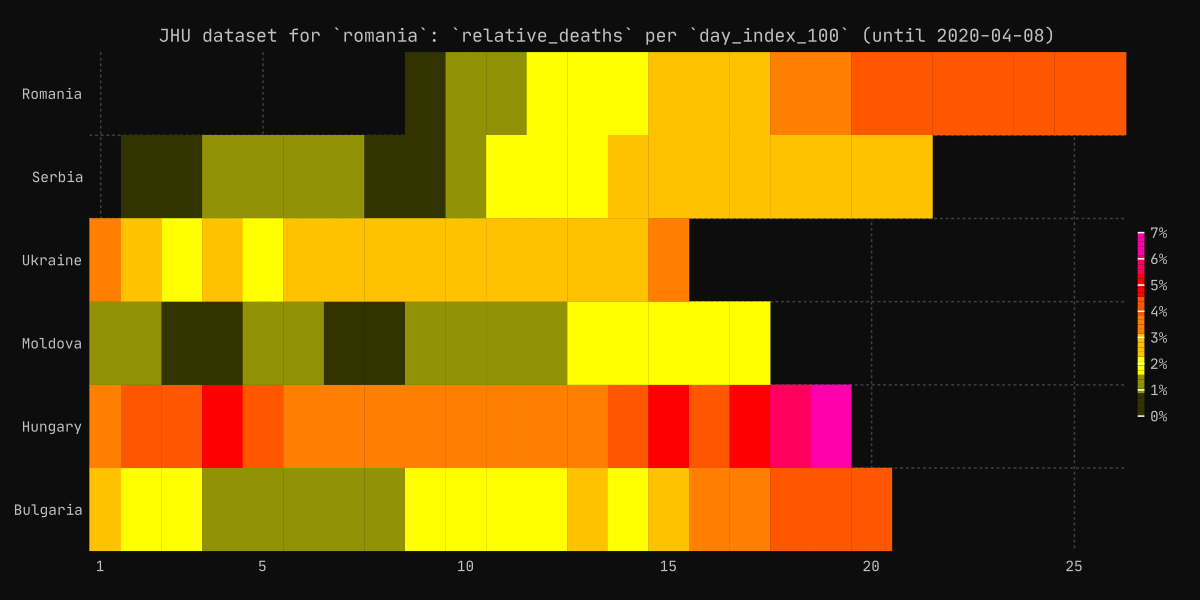 JHU dataset for `romania`: `relative_deaths` per `day_index_100` (until 2020-04-08)
Romania
Serbia
Ukraine
Moldova
Hungary
Bulgaria
7%
6%
5%
4%
3%
2%
1%
0%
1 5 10 15 20 25